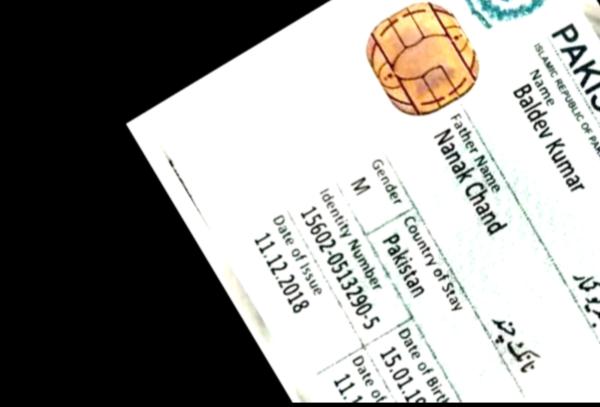 PAKIS
ISLAMIC REPUBLIC OF PAK
Name
Baldev Kumar
Father Name
Nanak Chand
نانک چند
Gender
Country of Stay
M
Pakistan
Identity Number
Date of Birth
15602-0513290-5
15.01.19
Date of Issue
Date of
11.12.2018
11.1